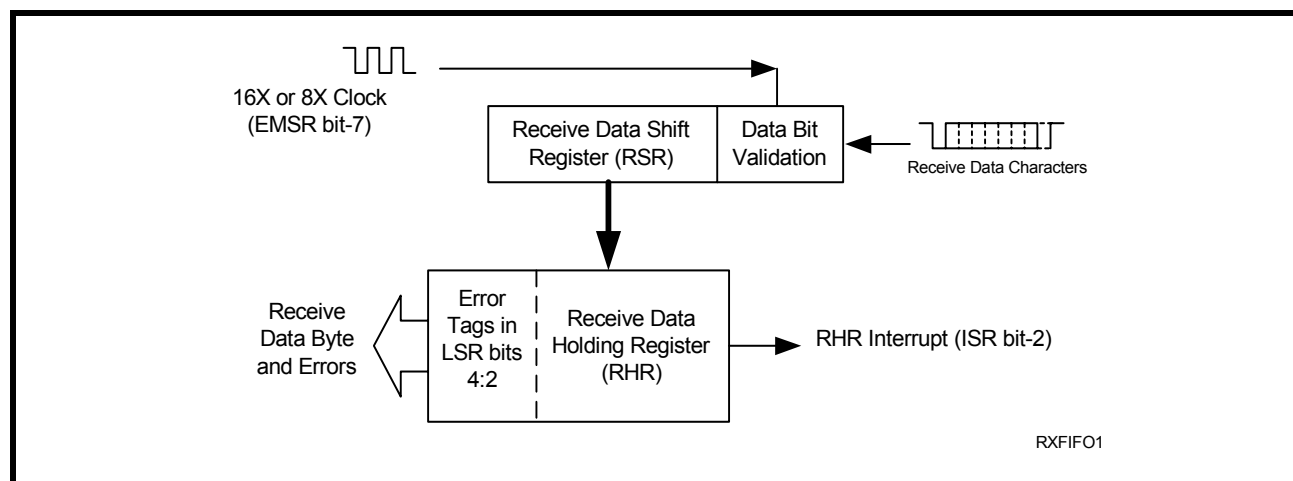 16X or 8X Clock
(EMSR bit-7)
Receive Data Shift
Register (RSR)
Data Bit
Validation
Receive Data Characters
Receive
Data Byte
and Errors
Error
Tags in
LSR bits
4:2
Receive Data
Holding Register
(RHR)
RHR Interrupt (ISR bit-2)
RXFIFO1